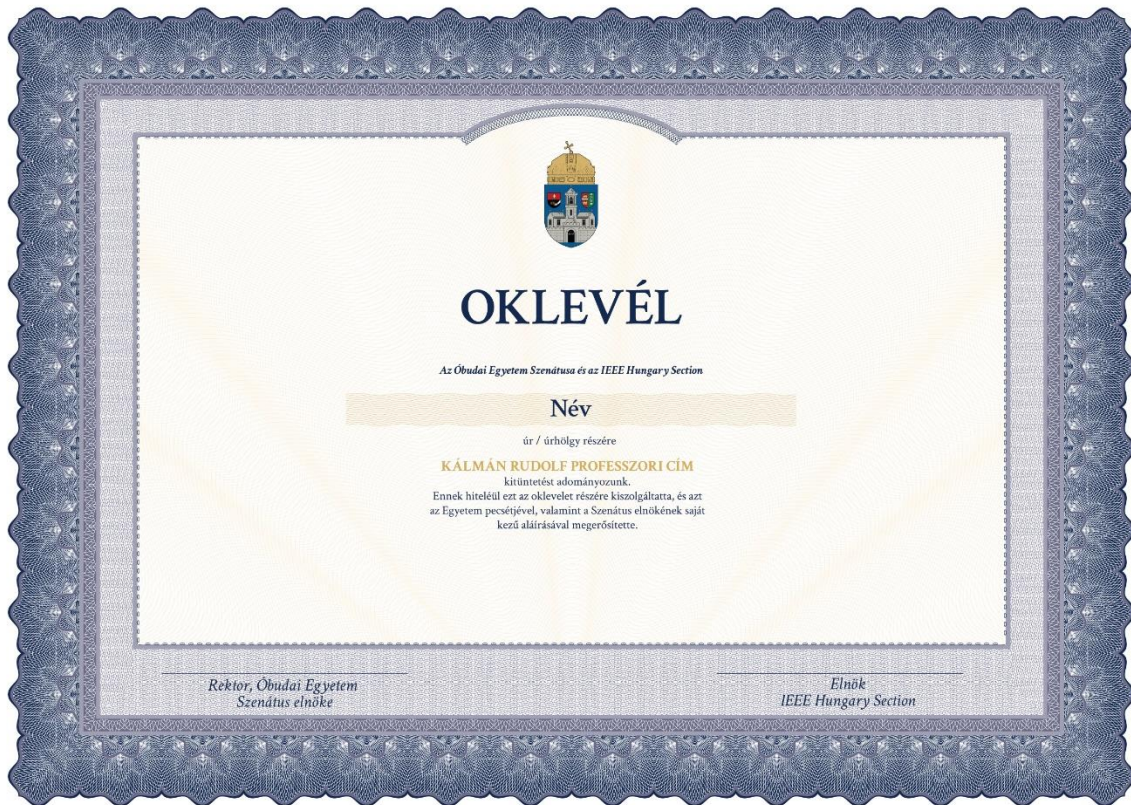 OKLEVÉL
Az Óbudai Egyetem Szenátusa és az IEEE Hungary Section
Név
úr / úrhölgy részére
KÁLMÁN RUDOLF PROFESSZORI CÍM
kitüntetést adományozunk.
Ennek hiteléül ezt az oklevelet részére kiszolgáltatta, és azt
az Egyetem pecsétjével, valamint a Szenátus elnökének saját
kezű aláírásával megerősítette.
Rektor, Óbudai Egyetem
Szenátus elnöke
Elnök
IEEE Hungary Section